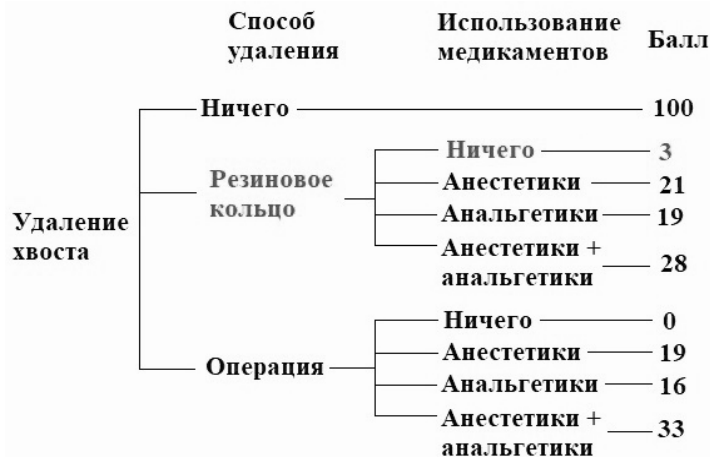 Способ удаления
Использование медикаментов
Балл
Удаление хвоста
Ничего 100
Резиновое кольцо
Ничего 3
Анестетики 21
Анальгетики 19
Анестетики + анальгетики 28
Операция
Ничего 0
Анестетики 19
Анальгетики 16
Анестетики + анальгетики 33